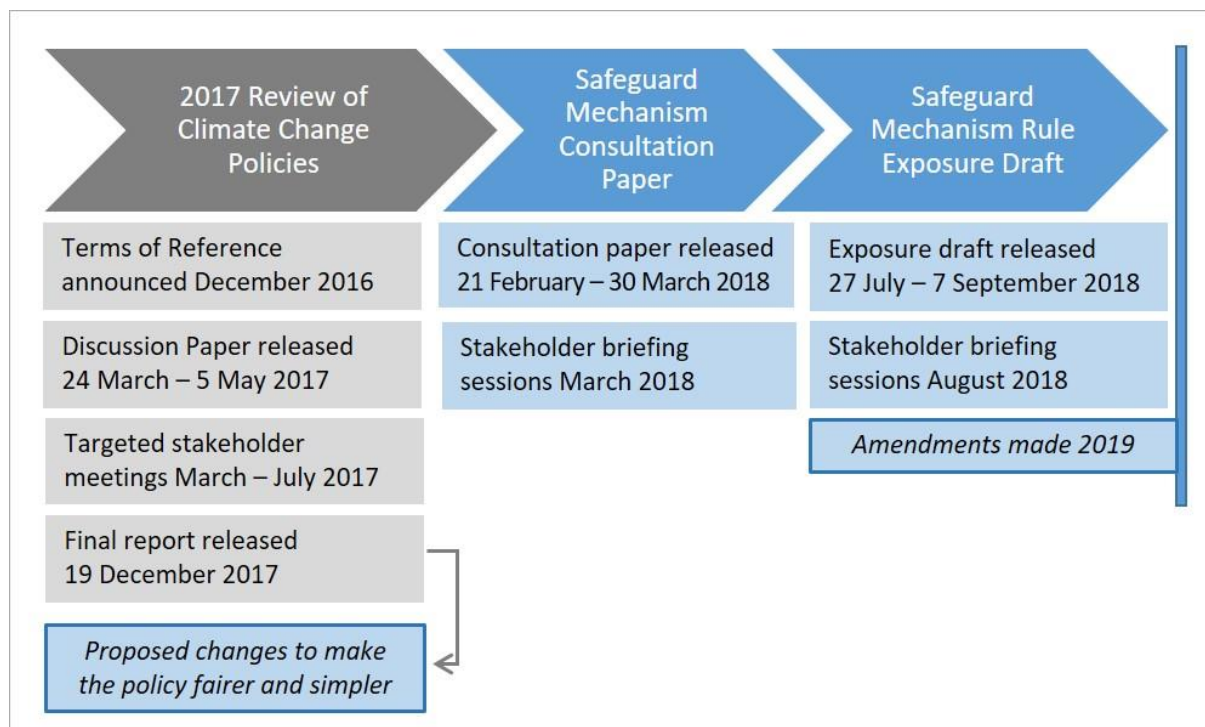 2017 Review of
Climate Change
Policies
Safeguard
Mechanism
Consultation
Paper
Safeguard
Mechanism Rule
Exposure Draft
Terms of Reference
announced December 2016
Discussion Paper released
24 March – 5 May 2017
Targeted stakeholder
meetings March – July 2017
Final report released
19 December 2017
Proposed changes to make
the policy fairer and simpler
Consultation paper released
21 February – 30 March 2018
Stakeholder briefing
sessions March 2018
Exposure draft released
27 July – 7 September 2018
Stakeholder briefing
sessions August 2018
Amendments made 2019